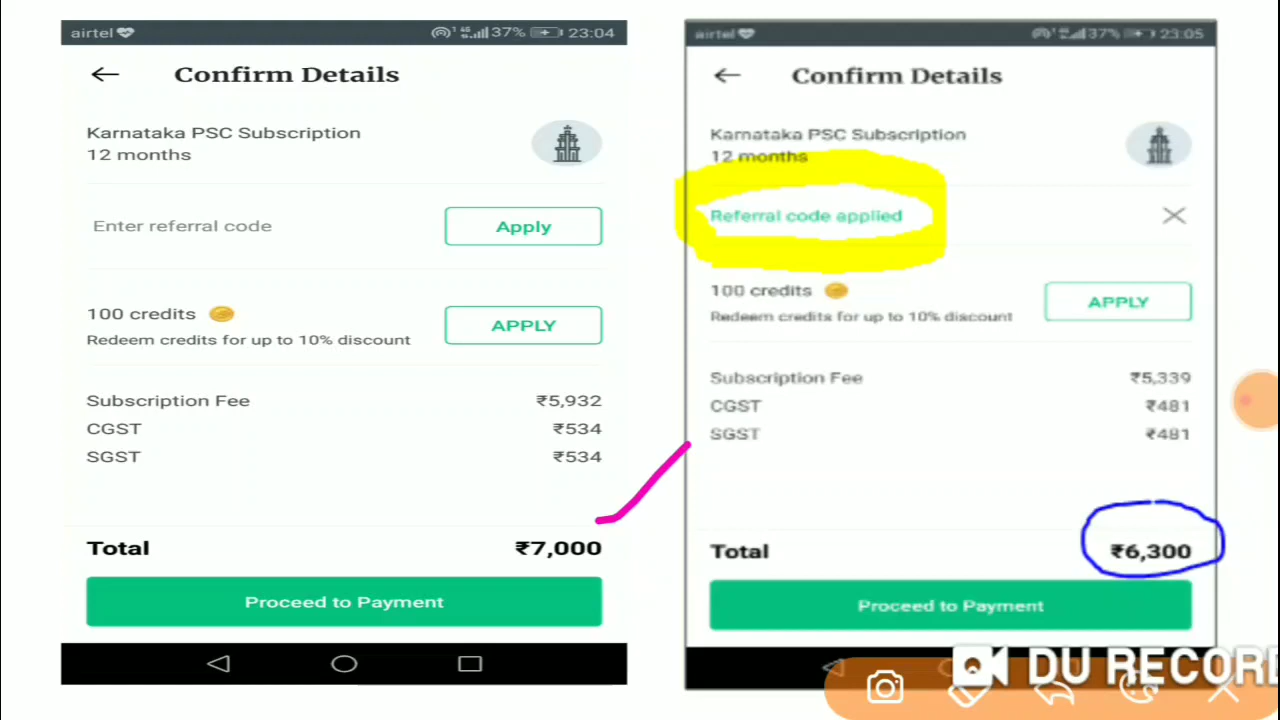 airtel 37% 23:04
Confirm Details
Karnataka PSC Subscription
12 months
Enter referral code Apply
100 credits APPLY
Redeem credits for up to 10% discount
Subscription Fee ₹5,932
CGST ₹534
SGST ₹534
Total ₹7,000
Proceed to Payment
airtel 37% 23:05
Confirm Details
Karnataka PSC Subscription
12 months
Referral code applied
100 credits APPLY
Redeem credits for up to 10% discount
Subscription Fee ₹5,339
CGST ₹481
SGST ₹481
Total ₹6,300
Proceed to Payment
DU RECORD